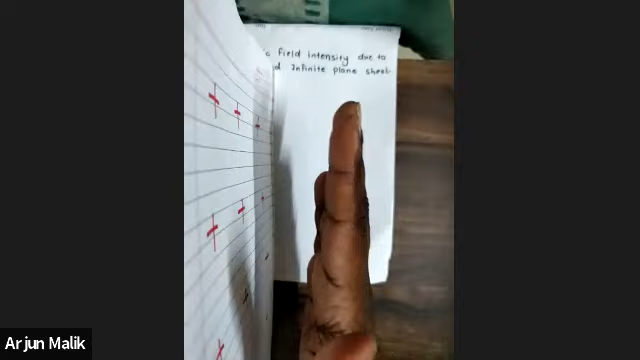 field intensity due to
Infinite plane sheet
Arjun Malik